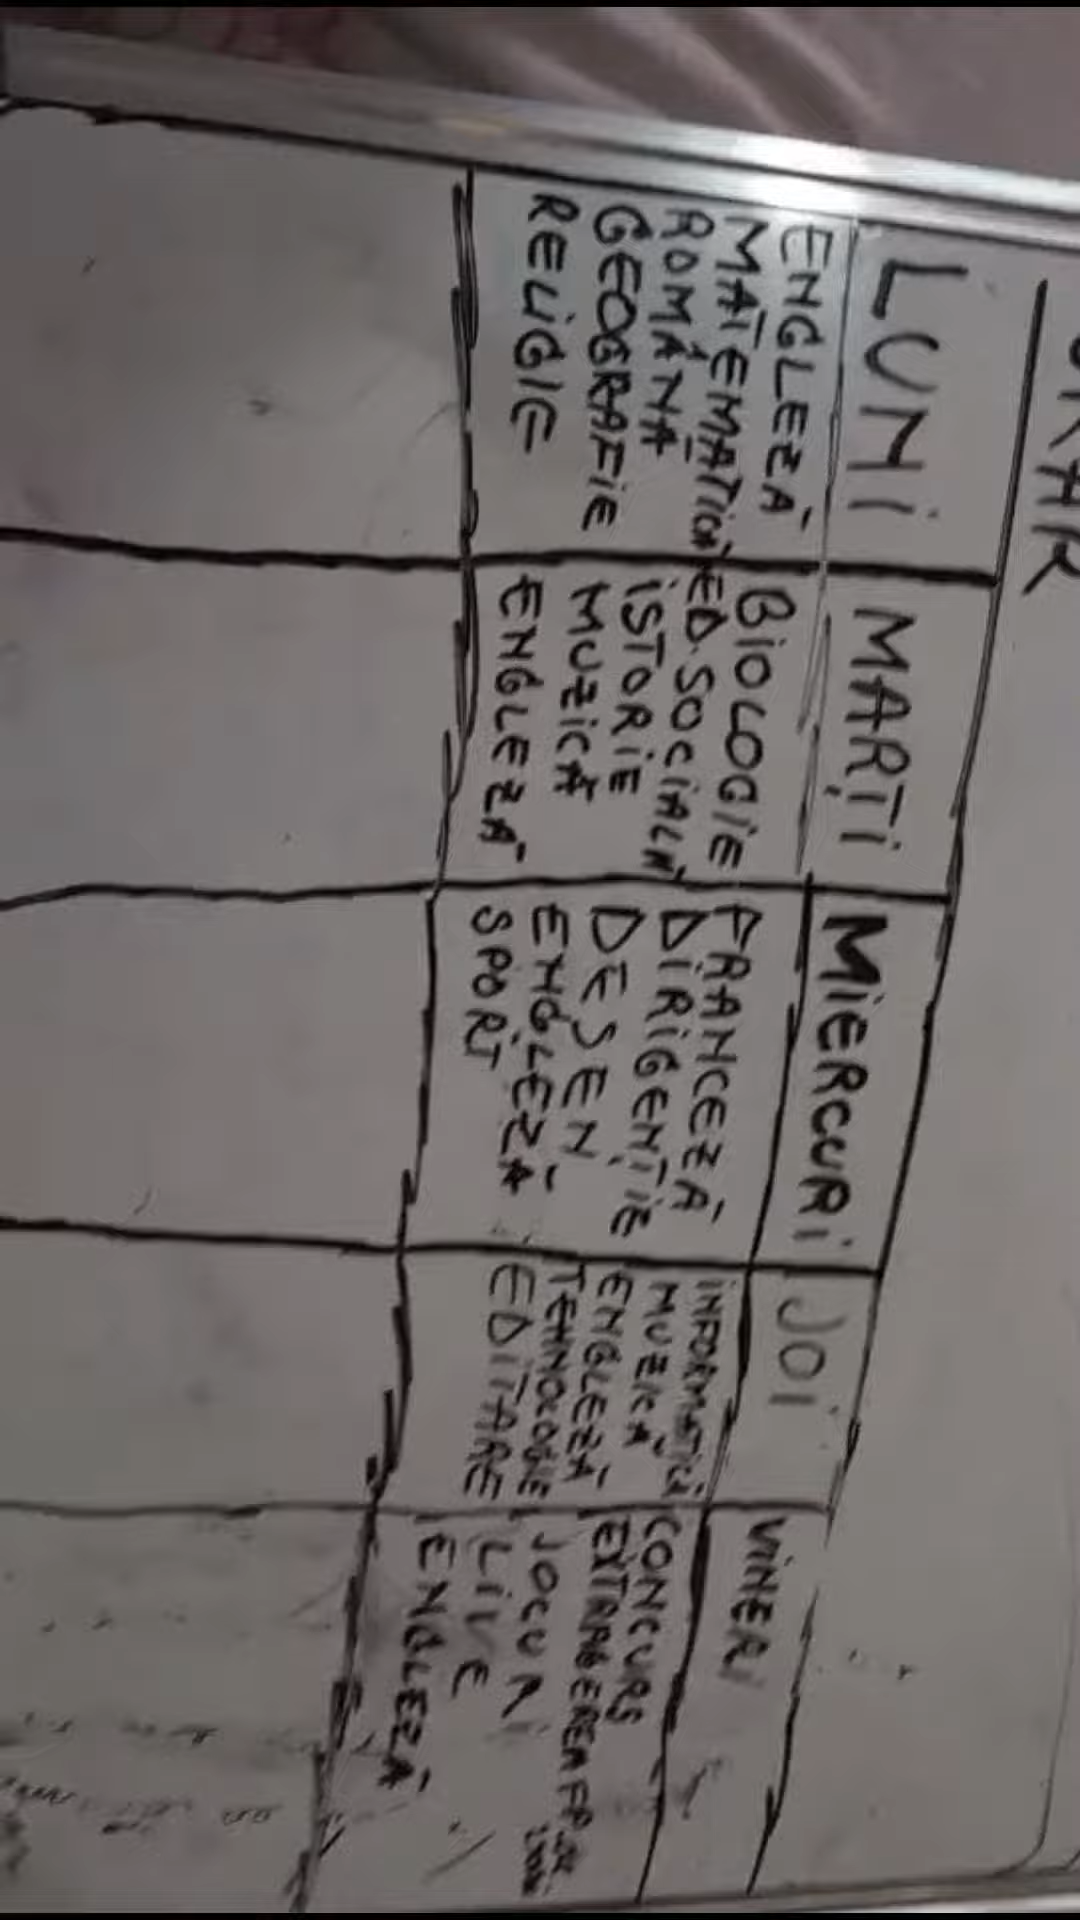 ORAR
LUNI
ENGLEZĂ
MATEMATICĂ
ROMÂNĂ
GEOGRAFIE
RELIGIE
MARȚI
BIOLOGIE
ED. SOCIALĂ
ISTORIE
MUZICĂ
ENGLEZĂ
MIERCURI
FRANCEZĂ
DIRIGENȚIE
DESEN
ENGLEZĂ
SPORT
JOI
INFORMATICĂ
MUZICĂ
ENGLEZĂ
TEHNOLOGIE
EDITARE
VINERI
CONCURS
EXTRAGEREA
JOCURI
LIVE
ENGLEZĂ